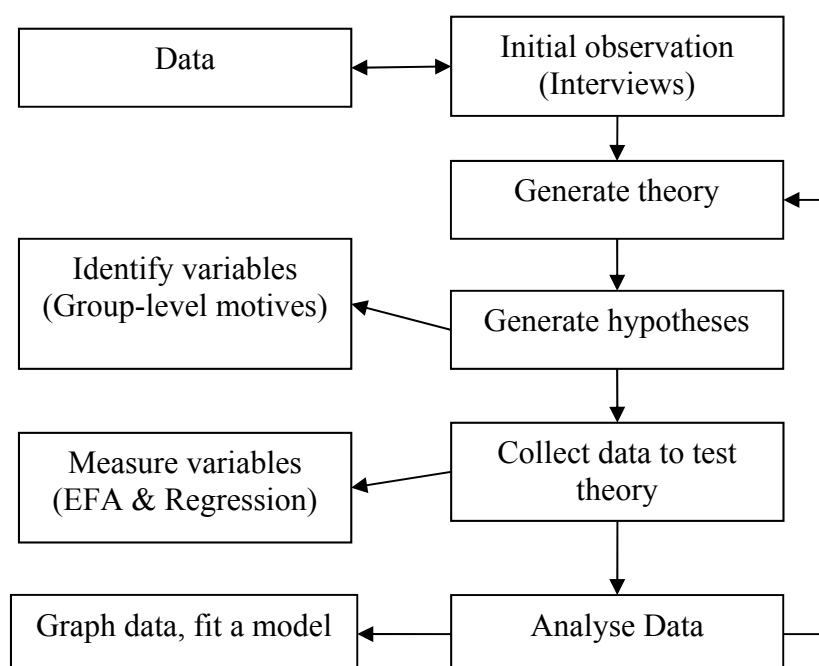 Data
Initial observation
(Interviews)
Generate theory
Identify variables
(Group-level motives)
Generate hypotheses
Measure variables
(EFA & Regression)
Collect data to test
theory
Graph data, fit a model
Analyse Data